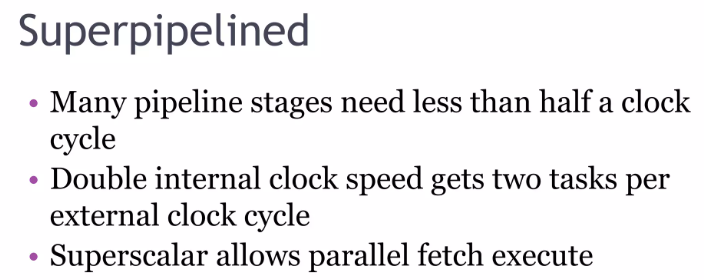 Superpipelined
• Many pipeline stages need less than half a clock
cycle
• Double internal clock speed gets two tasks per
external clock cycle
• Superscalar allows parallel fetch execute